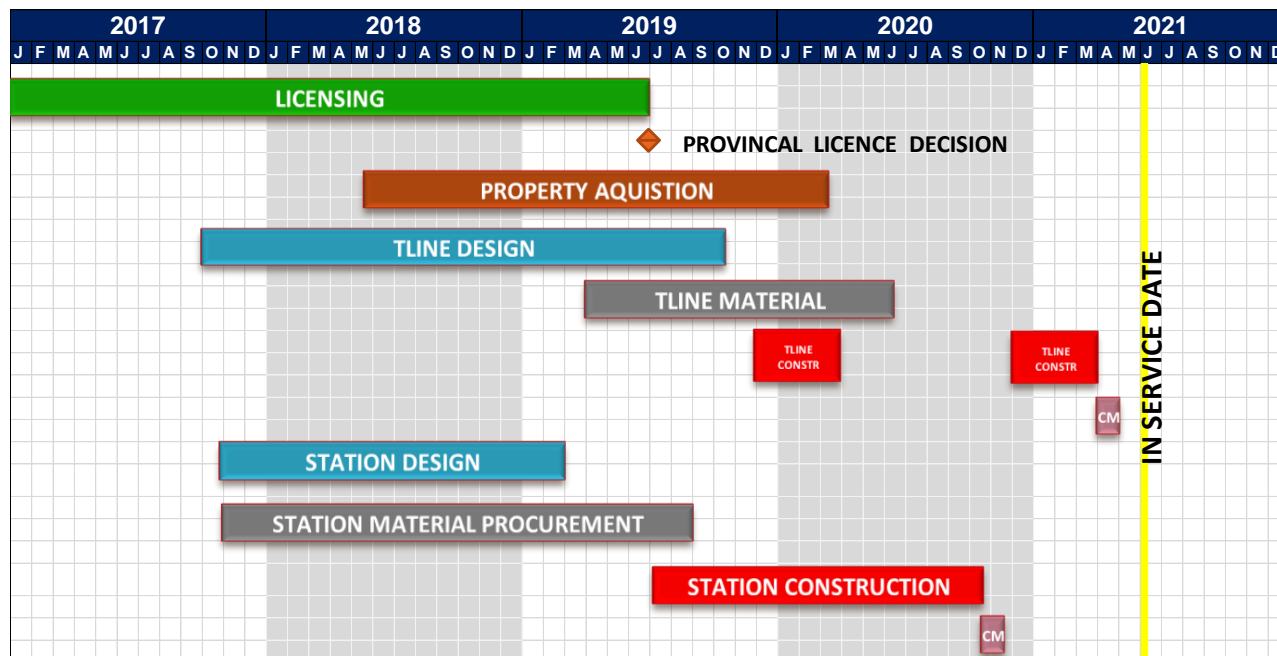 2017 2018 2019 2020 2021
J F M A M J J A S O N D J F M A M J J A S O N D J F M A M J J A S O N D J F M A M J J A S O N D J F M A M J J A S O N D
LICENSING
PROVINCAL LICENCE DECISION
PROPERTY AQUISTION
TLINE DESIGN
TLINE MATERIAL
TLINE
CONSTR
TLINE
CONSTR
CM
IN SERVICE DATE
STATION DESIGN
STATION MATERIAL PROCUREMENT
STATION CONSTRUCTION
CM